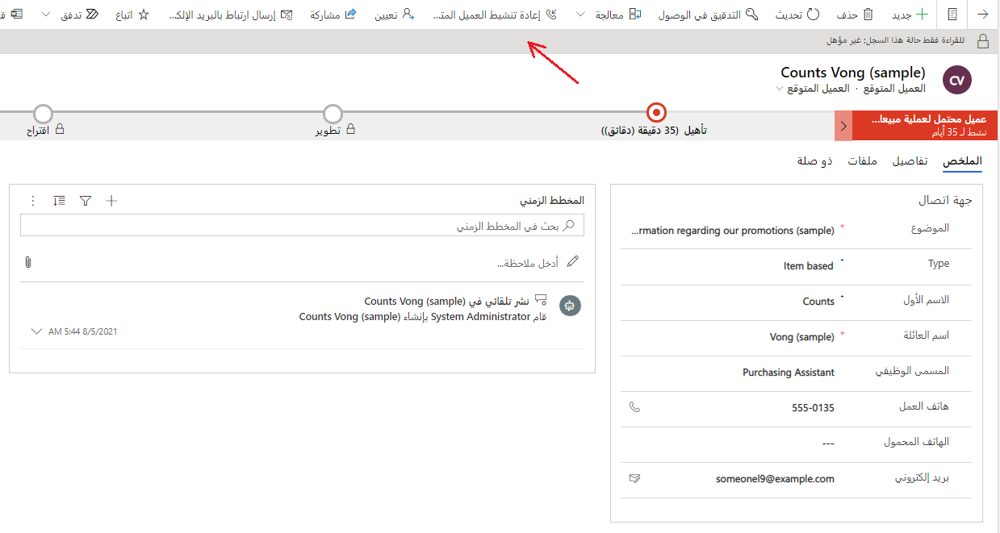 جديد
حذف
تحديث
التدقيق في الوصول
معالجة
إعادة تنشيط العميل المتـ...
تعيين
مشاركة
إرسال ارتباط بالبريد الإلكـ...
اتباع
تدفق
للقراءة فقط حالة هذا السجل: غير مؤهل
CV
Counts Vong (sample)
العميل المتوقع · العميل المتوقع
عميل محتمل لعملية مبيعا...
نشط لـ 35 أيام
تأهيل (35 دقيقة (دقائق))
تطوير
اقتراح
الملخص
تفاصيل
ملفات
ذو صلة
جهة اتصال
الموضوع * ...rmation regarding our promotions (sample)
Type Item based
الاسم الأول Counts
اسم العائلة * Vong (sample)
المسمى الوظيفي Purchasing Assistant
هاتف العمل 555-0135
الهاتف المحمول ---
بريد إلكتروني someonel9@example.com
المخطط الزمني
بحث في المخطط الزمني
أدخل ملاحظة...
نشر تلقائي في Counts Vong (sample)
قام System Administrator بإنشاء Counts Vong (sample)
8/5/2021 5:44 AM